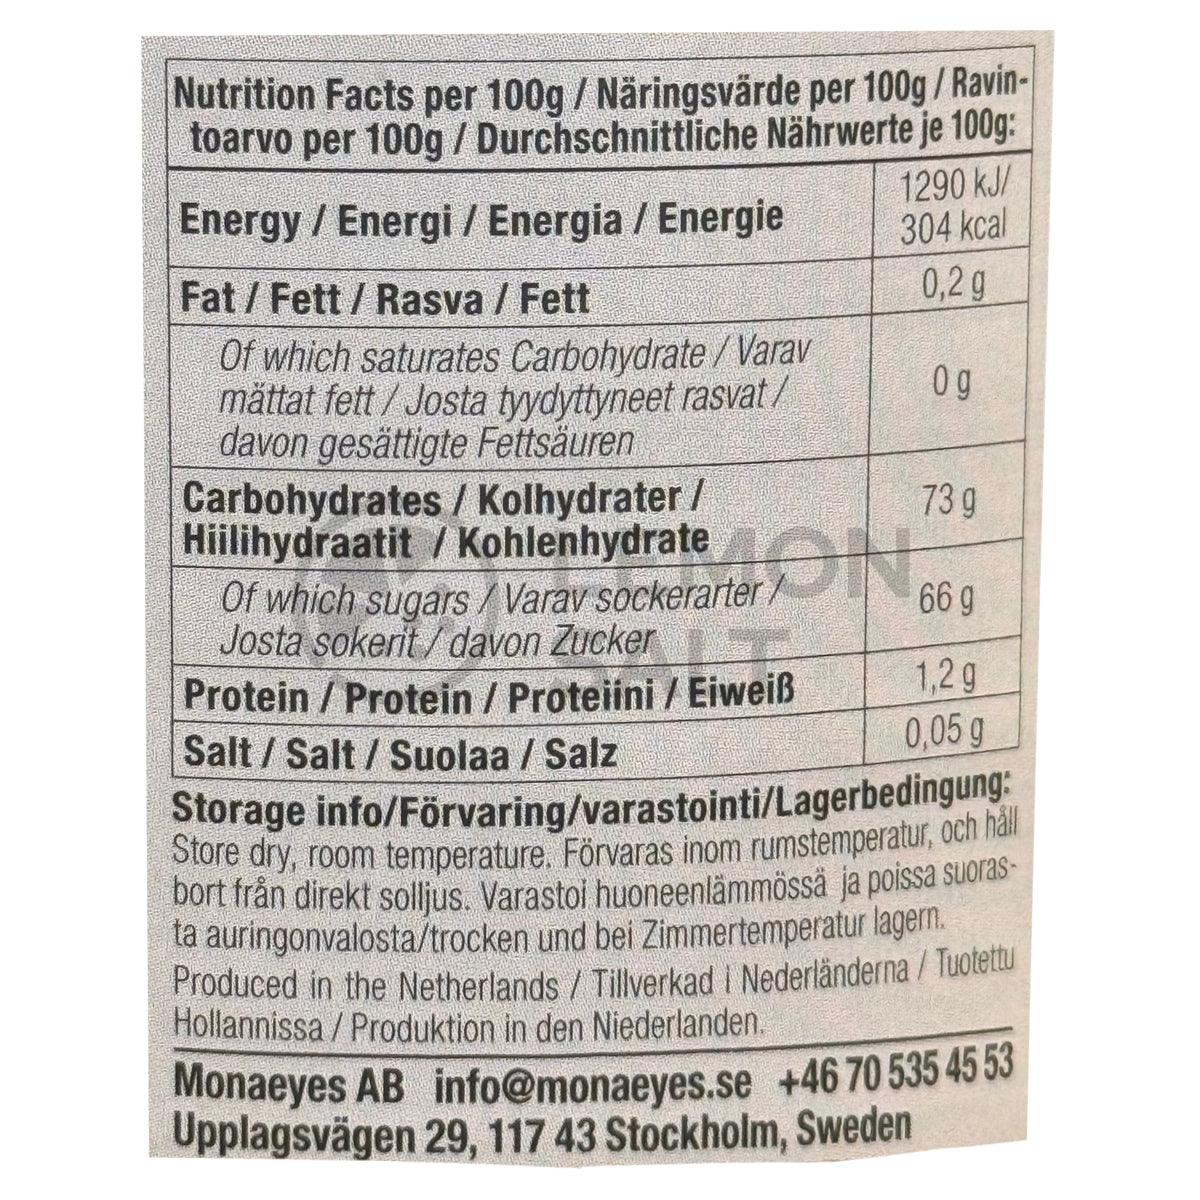 Nutrition Facts per 100g / Näringsvärde per 100g / Ravin-
toarvo per 100g / Durchschnittliche Nährwerte je 100g:
Energy / Energi / Energia / Energie
1290 kJ/
304 kcal
Fat / Fett / Rasva / Fett
0,2 g
Of which saturates Carbohydrate / Varav
mättat fett / Josta tyydyttyneet rasvat /
davon gesättigte Fettsäuren
0 g
Carbohydrates / Kolhydrater /
Hiilihydraatit / Kohlenhydrate
73 g
Of which sugars / Varav sockerarter /
Josta sokerit / davon Zucker
66 g
Protein / Protein / Proteiini / Eiweiß
1,2 g
Salt / Salt / Suolaa / Salz
0,05 g
LEMON
SALT
Storage info/Förvaring/varastointi/Lagerbedingung:
Store dry, room temperature. Förvaras inom rumstemperatur, och håll
bort från direkt solljus. Varastoi huoneenlämmössä ja poissa suoras-
ta auringonvalosta/trocken und bei Zimmertemperatur lagern.
Produced in the Netherlands / Tillverkad i Nederländerna / Tuotettu
Hollannissa / Produktion in den Niederlanden.
Monaeyes AB info@monaeyes.se +46 70 535 45 53
Upplagsvägen 29, 117 43 Stockholm, Sweden